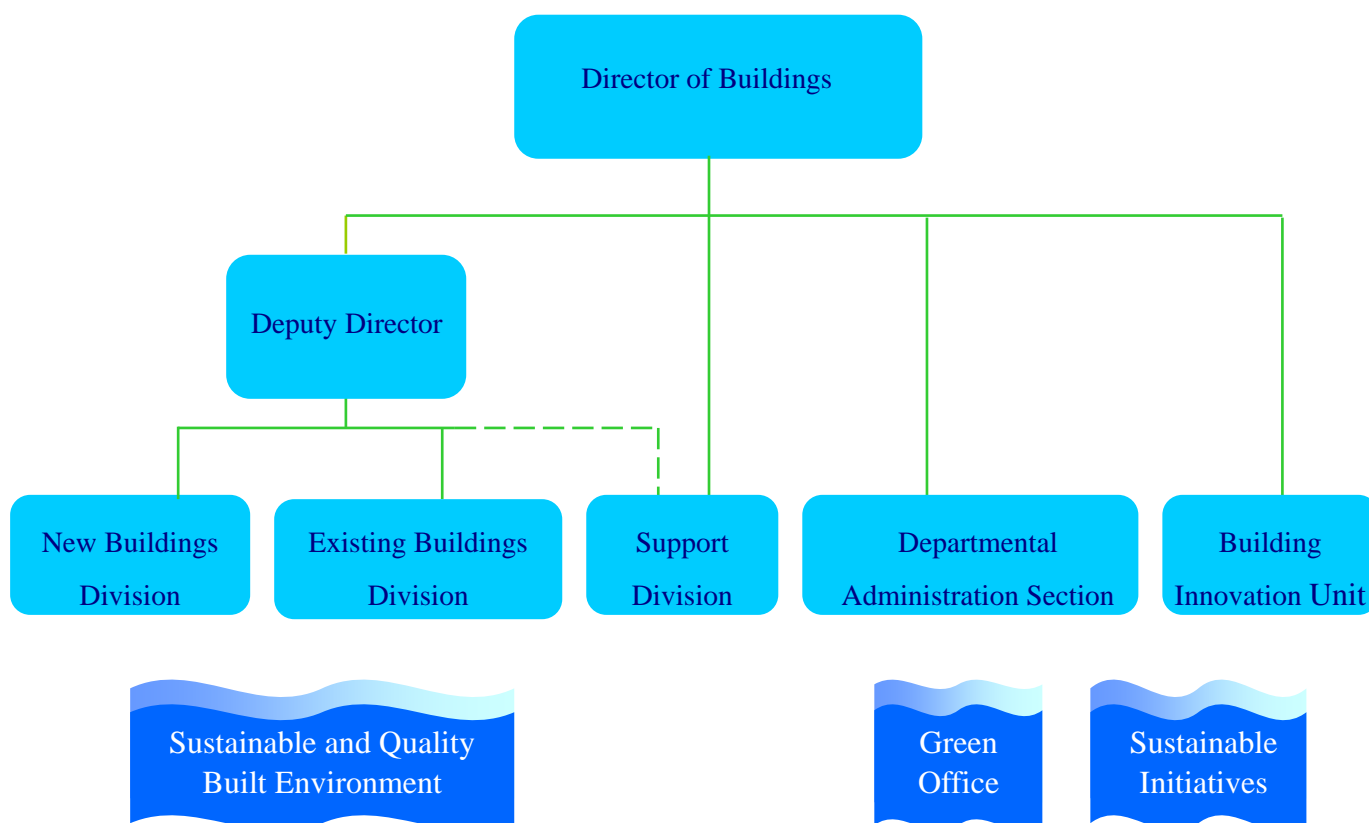 Director of Buildings
Deputy Director
New Buildings
Division
Existing Buildings
Division
Support
Division
Departmental
Administration Section
Building
Innovation Unit
Sustainable and Quality
Built Environment
Green
Office
Sustainable
Initiatives